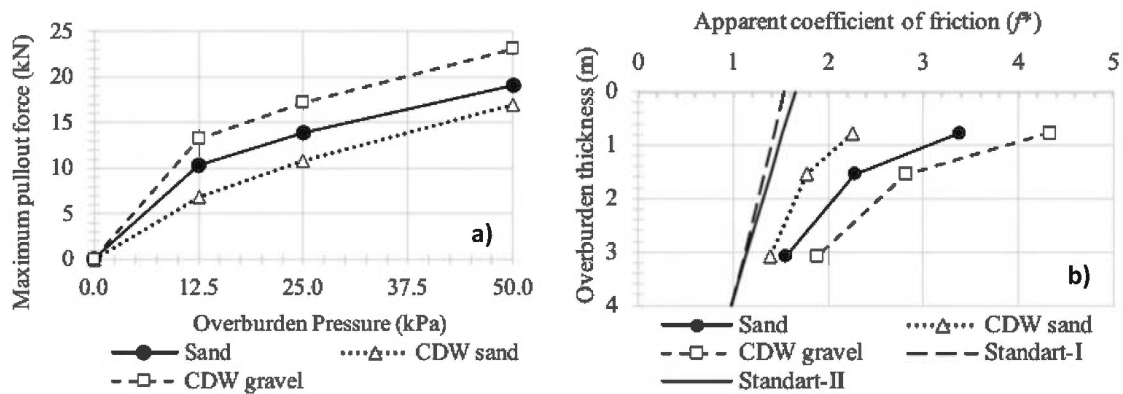 25
20
15
10
5
0
Maximum pullout force (kN)
a)
0.0 12.5 25.0 37.5 50.0
Overburden Pressure (kPa)
Sand CDW sand
CDW gravel
Apparent coefficient of friction (f*)
0 1 2 3 4 5
0
1
2
3
4
Overburden thickness (m)
b)
Sand CDW sand
CDW gravel Standart-I
Standart-II